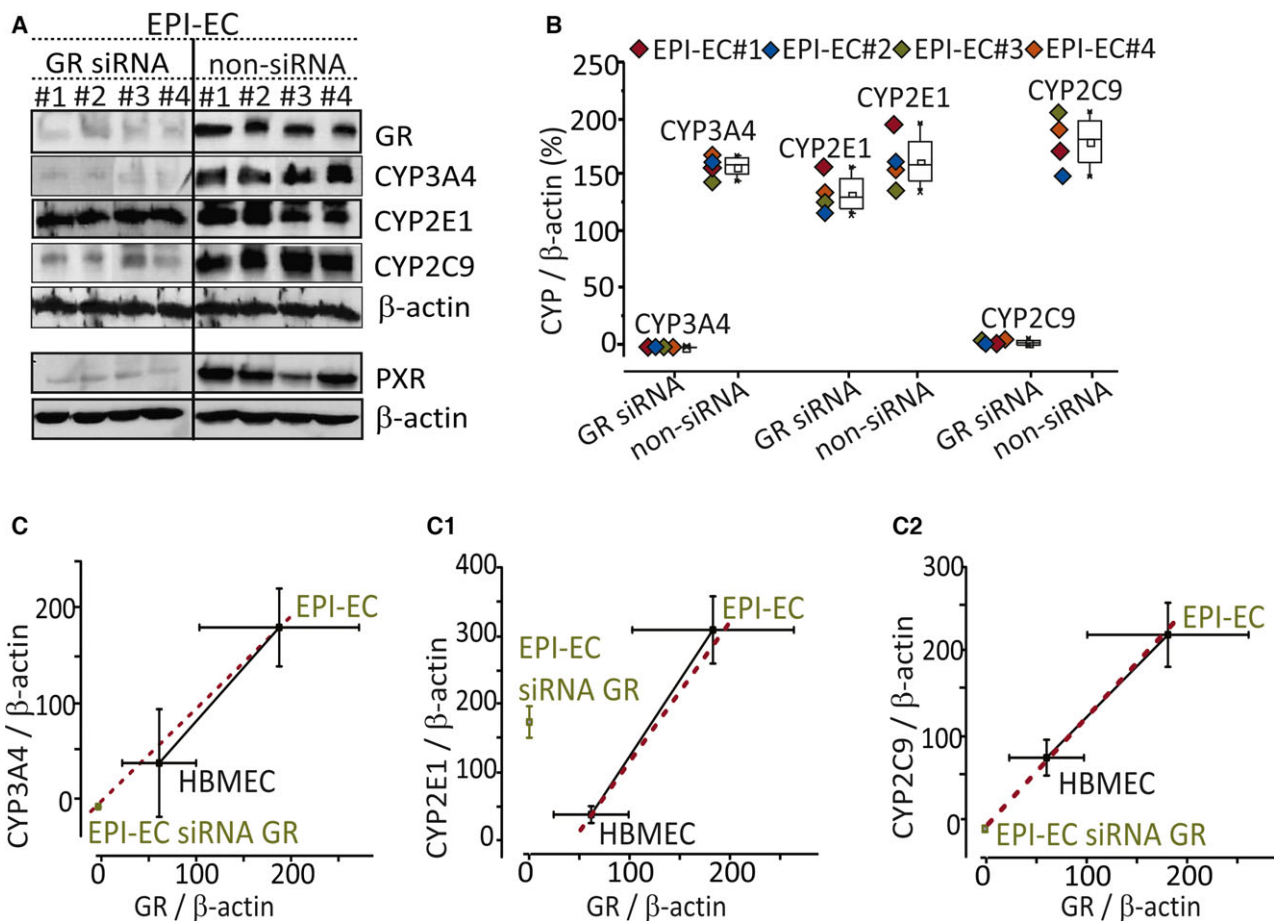 A
EPI-EC
GR siRNA non-siRNA
#1 #2 #3 #4 #1 #2 #3 #4
GR
CYP3A4
CYP2E1
CYP2C9
β-actin
PXR
β-actin
B
EPI-EC#1 EPI-EC#2 EPI-EC#3 EPI-EC#4
CYP / β-actin (%)
250
200
150
100
50
0
CYP3A4
CYP3A4
CYP2E1
CYP2E1
CYP2C9
CYP2C9
GR siRNA
non-siRNA
GR siRNA
non-siRNA
GR siRNA
non-siRNA
C
CYP3A4 / β-actin
200
100
0
EPI-EC
HBMEC
EPI-EC siRNA GR
0 100 200
GR / β-actin
C1
CYP2E1 / β-actin
400
300
200
100
0
EPI-EC
EPI-EC
siRNA GR
HBMEC
0 100 200
GR / β-actin
C2
CYP2C9 / β-actin
300
200
100
0
EPI-EC
HBMEC
EPI-EC siRNA GR
0 100 200
GR / β-actin